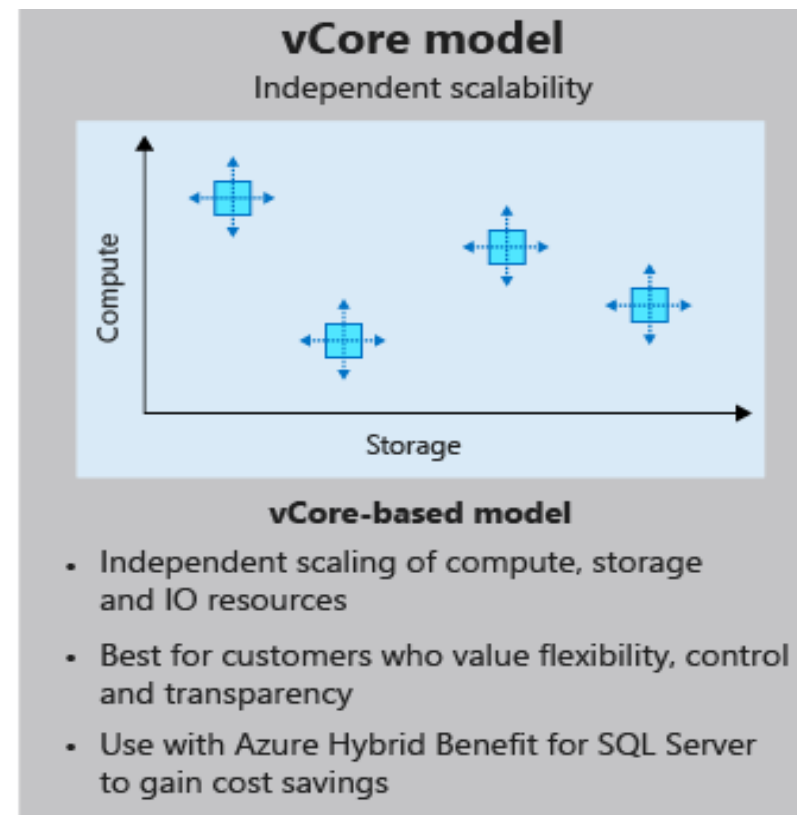 vCore model
Independent scalability
Compute
Storage
vCore-based model
• Independent scaling of compute, storage
and IO resources
• Best for customers who value flexibility, control
and transparency
• Use with Azure Hybrid Benefit for SQL Server
to gain cost savings